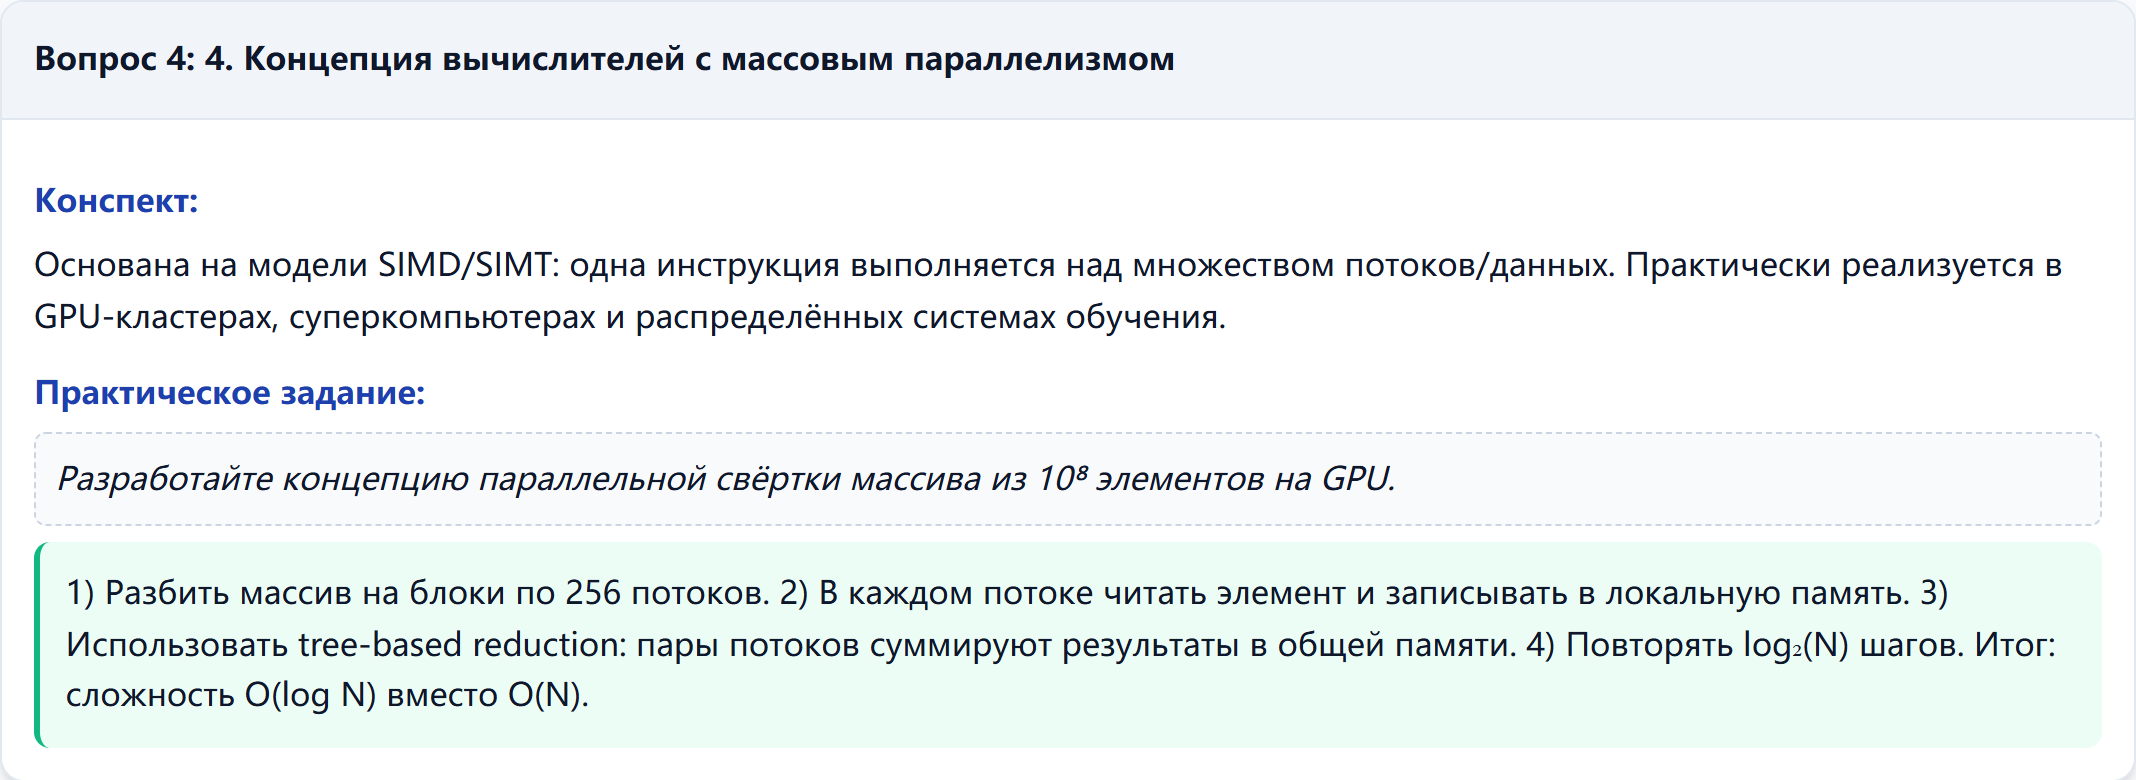 Вопрос 4: 4. Концепция вычислителей с массовым параллелизмом
Конспект:
Основана на модели SIMD/SIMT: одна инструкция выполняется над множеством потоков/данных. Практически реализуется в
GPU-кластерах, суперкомпьютерах и распределённых системах обучения.
Практическое задание:
Разработайте концепцию параллельной свёртки массива из 10⁸ элементов на GPU.
1) Разбить массив на блоки по 256 потоков. 2) В каждом потоке читать элемент и записывать в локальную память. 3)
Использовать tree-based reduction: пары потоков суммируют результаты в общей памяти. 4) Повторять log₂(N) шагов. Итог:
сложность O(log N) вместо O(N).